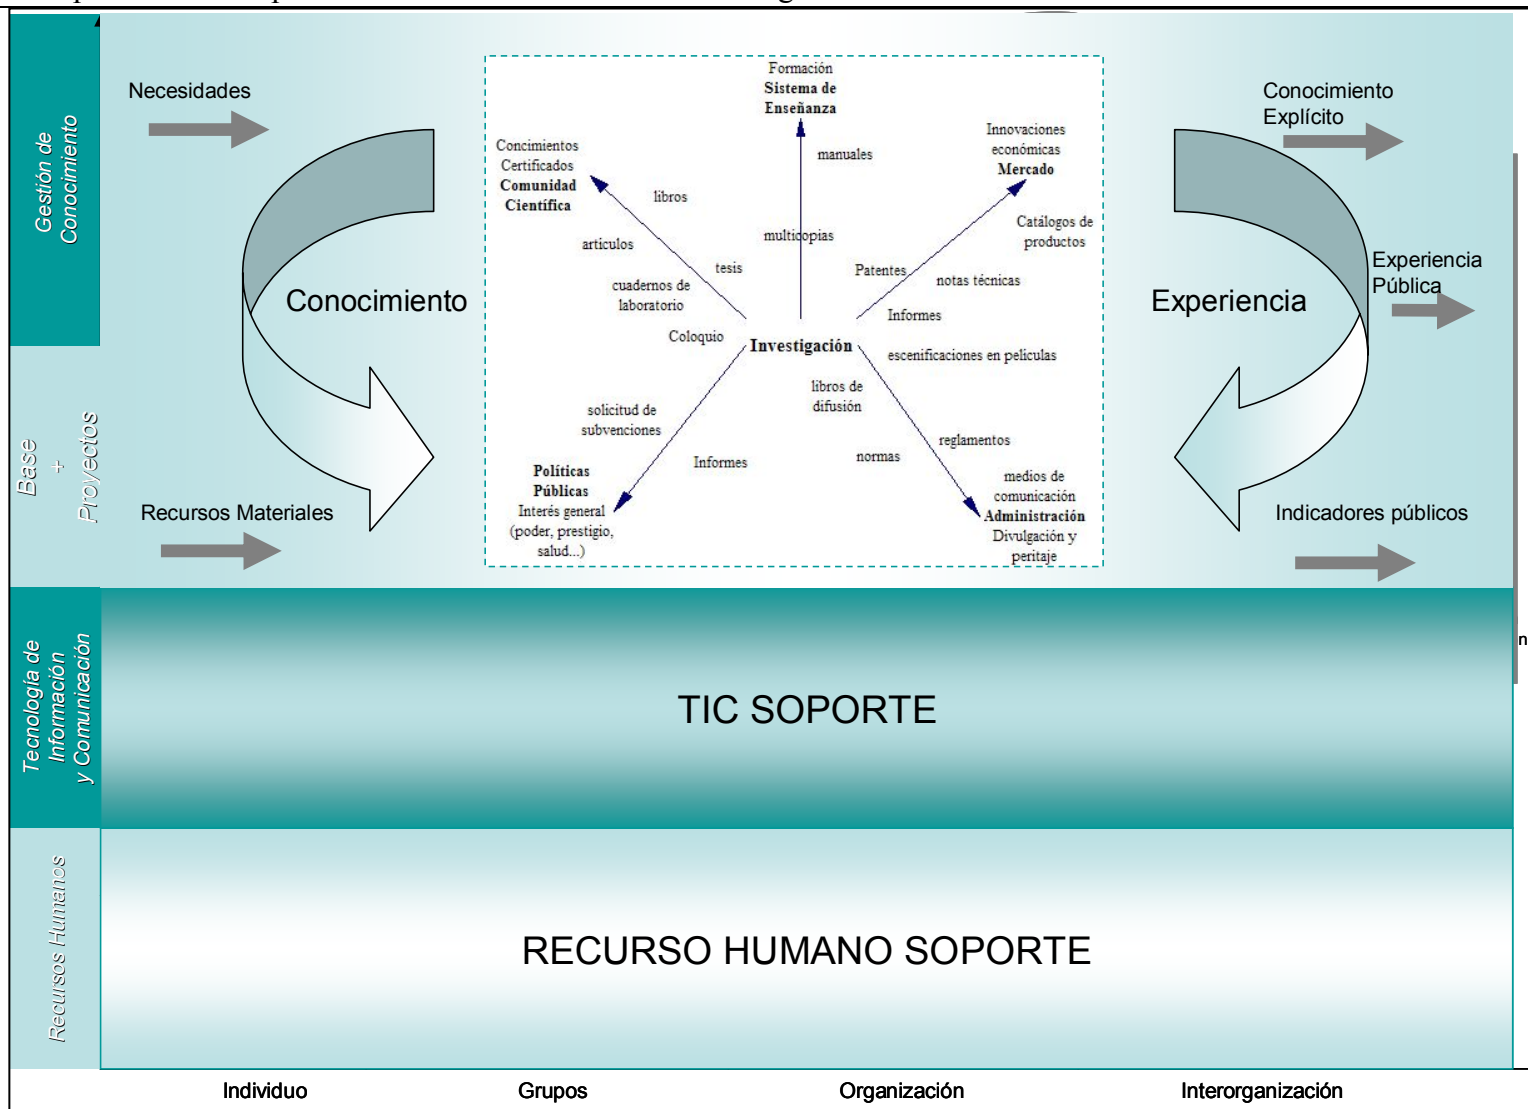 Necesidades
Gestión de
Conocimiento
Formación
Sistema de
Enseñanza
Conocimiento
Explícito
Concimientos
Certificados
Comunidad
Científica
manuales
Innovaciones
económicas
Mercado
libros
articulos
tesis
cuadernos de
laboratorio
Coloquio
multicopias
Catálogos de
productos
Patentes
notas técnicas
Informes
Conocimiento
Investigación
Experiencia
Experiencia
Pública
escenificaciones en películas
libros de
difusión
reglamentos
normas
solicitud de
subvenciones
Informes
Base
+
Proyectos
Políticas
Públicas
Interés general
(poder, prestigio,
salud...)
medios de
comunicación
Administración
Divulgación y
peritaje
Recursos Materiales
Indicadores públicos
Tecnología de
Información
y Comunicación
TIC SOPORTE
n
Recursos Humanos
RECURSO HUMANO SOPORTE
Individuo
Grupos
Organización
Interorganización